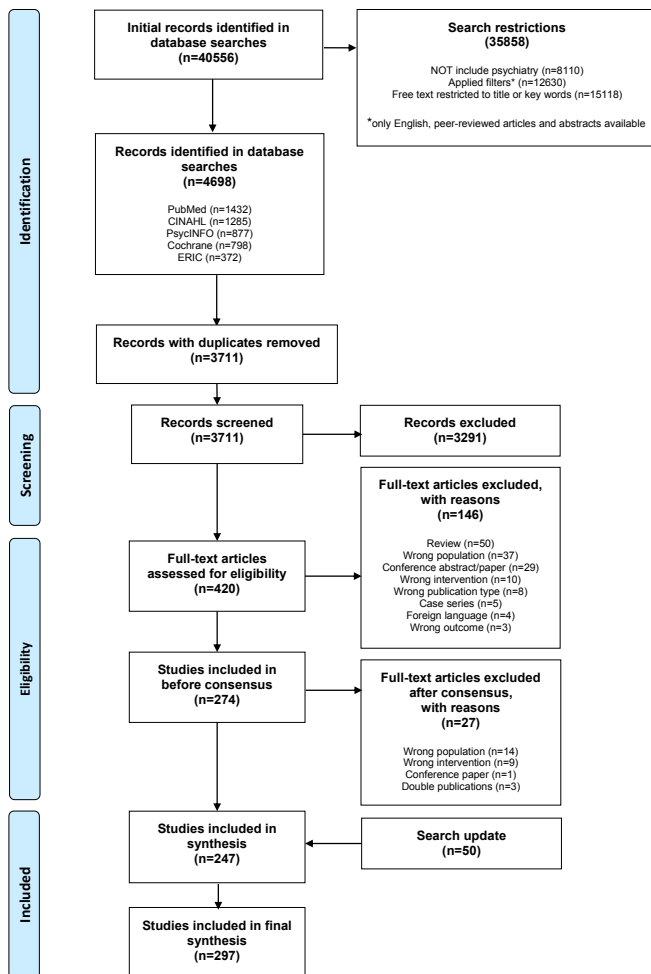 Identification
Initial records identified in
database searches
(n=40556)
Search restrictions
(35858)
NOT include psychiatry (n=8110)
Applied filters* (n=12630)
Free text restricted to title or key words (n=15118)
*only English, peer-reviewed articles and abstracts available
Records identified in database
searches
(n=4698)
PubMed (n=1432)
CINAHL (n=1285)
PsycINFO (n=877)
Cochrane (n=798)
ERIC (n=372)
Records with duplicates removed
(n=3711)
Screening
Records screened
(n=3711)
Records excluded
(n=3291)
Eligibility
Full-text articles
assessed for eligibility
(n=420)
Full-text articles excluded,
with reasons
(n=146)
Review (n=50)
Wrong population (n=37)
Conference abstract/paper (n=29)
Wrong intervention (n=10)
Wrong publication type (n=8)
Case series (n=5)
Foreign language (n=4)
Wrong outcome (n=3)
Studies included in
before consensus
(n=274)
Full-text articles excluded
after consensus,
with reasons
(n=27)
Wrong population (n=14)
Wrong intervention (n=9)
Conference paper (n=1)
Double publications (n=3)
Included
Studies included in
synthesis
(n=247)
Search update
(n=50)
Studies included in final
synthesis
(n=297)